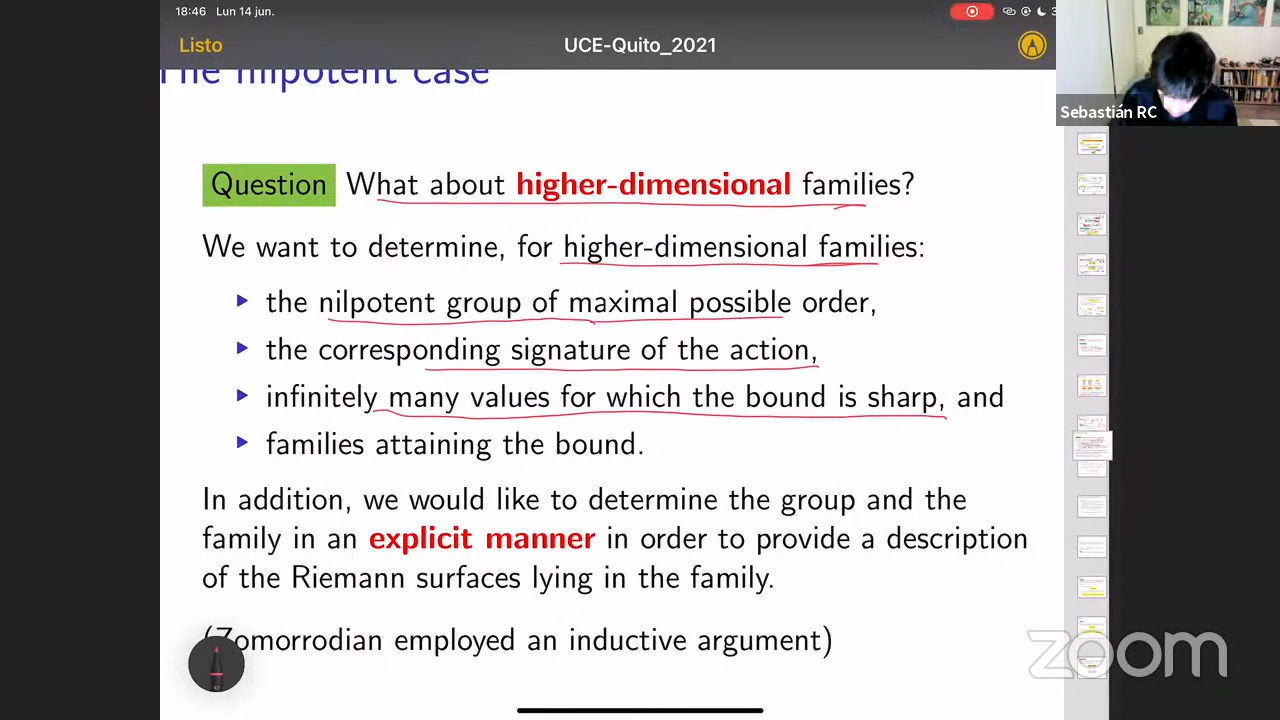 18:46 Lun 14 jun.
Listo UCE-Quito_2021
The nilpotent case
Sebastián RC
Question What about higher-dimensional families?
We want to determine, for higher-dimensional families:
the nilpotent group of maximal possible order,
the corresponding signature of the action,
infinitely many values for which the bound is sharp, and
families attaining the bound.
In addition, we would like to determine the group and the
family in an explicit manner in order to provide a description
of the Riemann surfaces lying in the family.
(Zomorrodian employed an inductive argument)
zoom